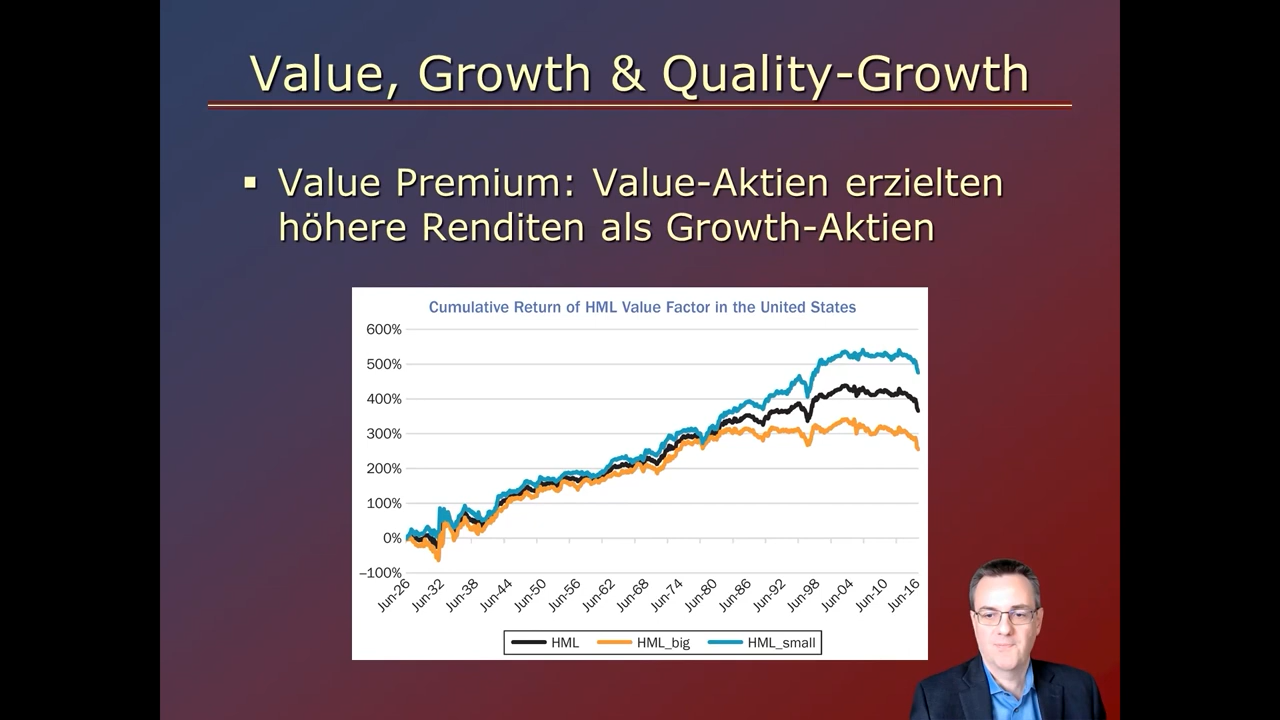 Value, Growth & Quality-Growth
▪ Value Premium: Value-Aktien erzielten
höhere Renditen als Growth-Aktien
Cumulative Return of HML Value Factor in the United States
600%
500%
400%
300%
200%
100%
0%
–100%
Jun-26 Jun-32 Jun-38 Jun-44 Jun-50 Jun-56 Jun-62 Jun-68 Jun-74 Jun-80 Jun-86 Jun-92 Jun-98 Jun-04 Jun-10 Jun-16
HML HML_big HML_small